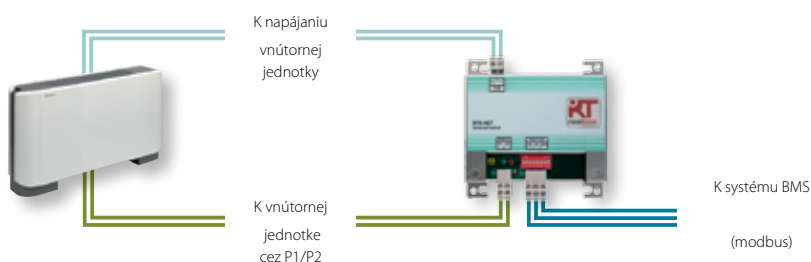 K napájaniu
vnútornej
jednotky
K vnútornej
jednotke
cez P1/P2
K systému BMS
(modbus)